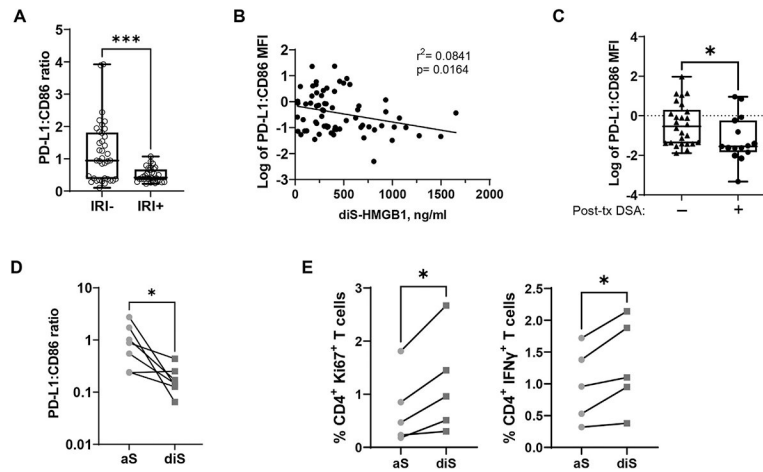 A
PD-L1:CD86 ratio
5
4
3
2
1
0
***
IRI-
IRI+
B
Log of PD-L1:CD86 MFI
2
1
0
-1
-2
-3
r²= 0.0841
p= 0.0164
0
500
1000
1500
2000
diS-HMGB1, ng/ml
C
Log of PD-L1:CD86 MFI
4
2
0
-2
-4
*
Post-tx DSA:
−
+
D
PD-L1:CD86 ratio
10
1
0.1
0.01
*
aS
diS
E
% CD4⁺ Ki67⁺ T cells
3
2
1
0
*
aS
diS
% CD4⁺ IFNγ⁺ T cells
2.5
2.0
1.5
1.0
0.5
0.0
*
aS
diS